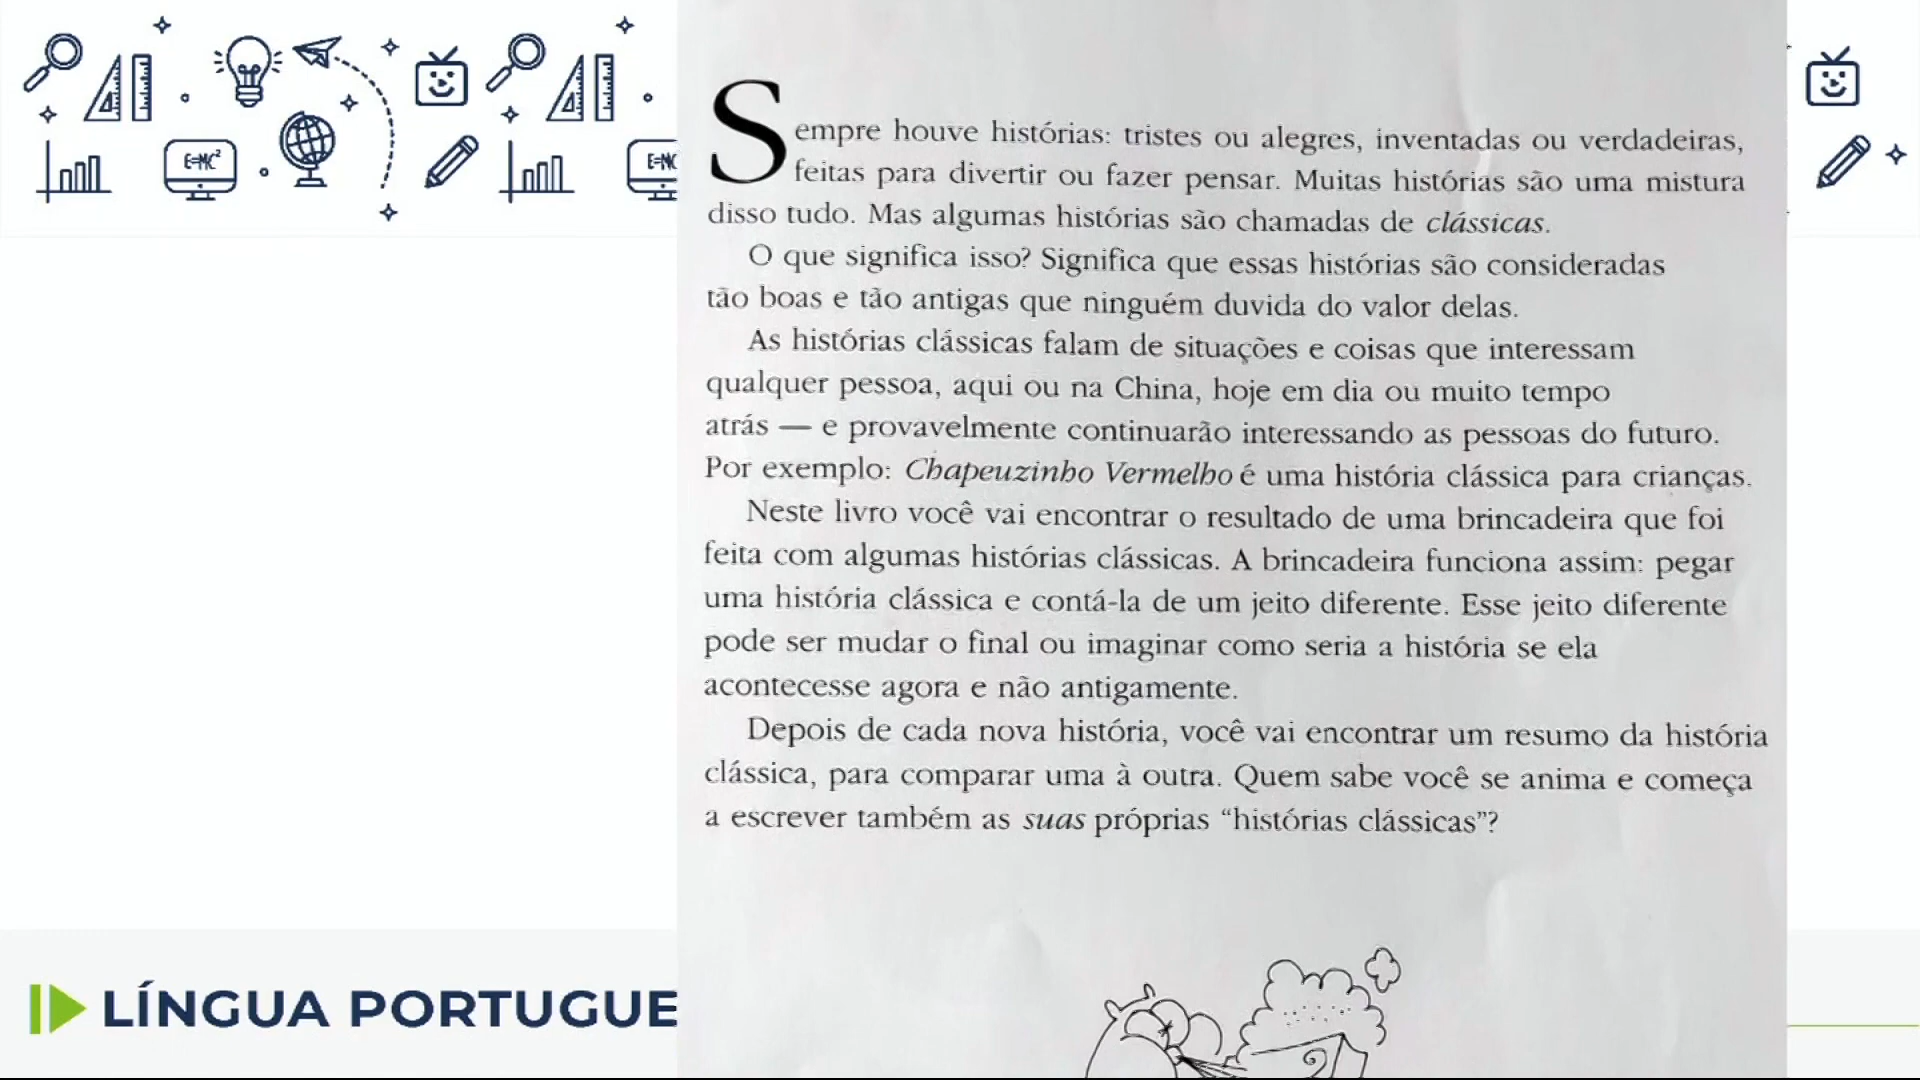 E=MC²
E=MC
Sempre houve histórias: tristes ou alegres, inventadas ou verdadeiras,
feitas para divertir ou fazer pensar. Muitas histórias são uma mistura
disso tudo. Mas algumas histórias são chamadas de clássicas.
O que significa isso? Significa que essas histórias são consideradas
tão boas e tão antigas que ninguém duvida do valor delas.
As histórias clássicas falam de situações e coisas que interessam
qualquer pessoa, aqui ou na China, hoje em dia ou muito tempo
atrás — e provavelmente continuarão interessando as pessoas do futuro.
Por exemplo: Chapeuzinho Vermelho é uma história clássica para crianças.
Neste livro você vai encontrar o resultado de uma brincadeira que foi
feita com algumas histórias clássicas. A brincadeira funciona assim: pegar
uma história clássica e contá-la de um jeito diferente. Esse jeito diferente
pode ser mudar o final ou imaginar como seria a história se ela
acontecesse agora e não antigamente.
Depois de cada nova história, você vai encontrar um resumo da história
clássica, para comparar uma à outra. Quem sabe você se anima e começa
a escrever também as suas próprias “histórias clássicas”?
LÍNGUA PORTUGUE